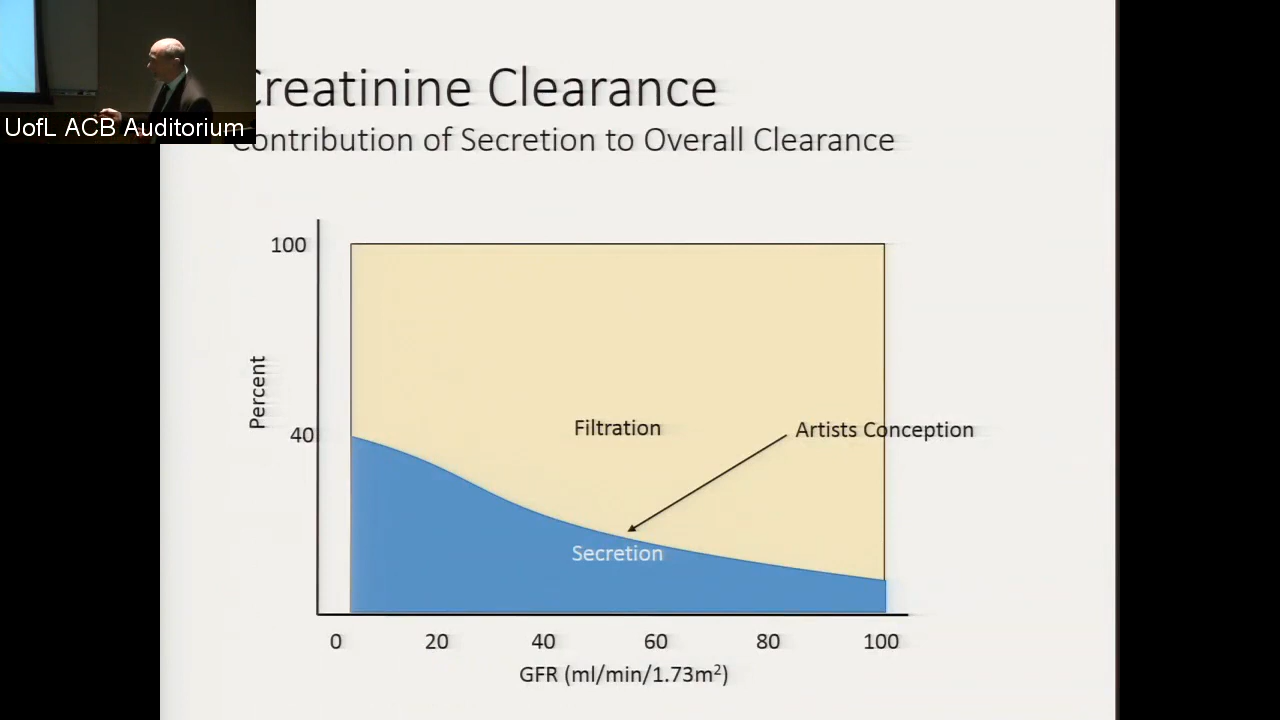 UofL ACB Auditorium
Creatinine Clearance
Contribution of Secretion to Overall Clearance
100
40
Percent
Filtration
Artists Conception
Secretion
0 20 40 60 80 100
GFR (ml/min/1.73m²)